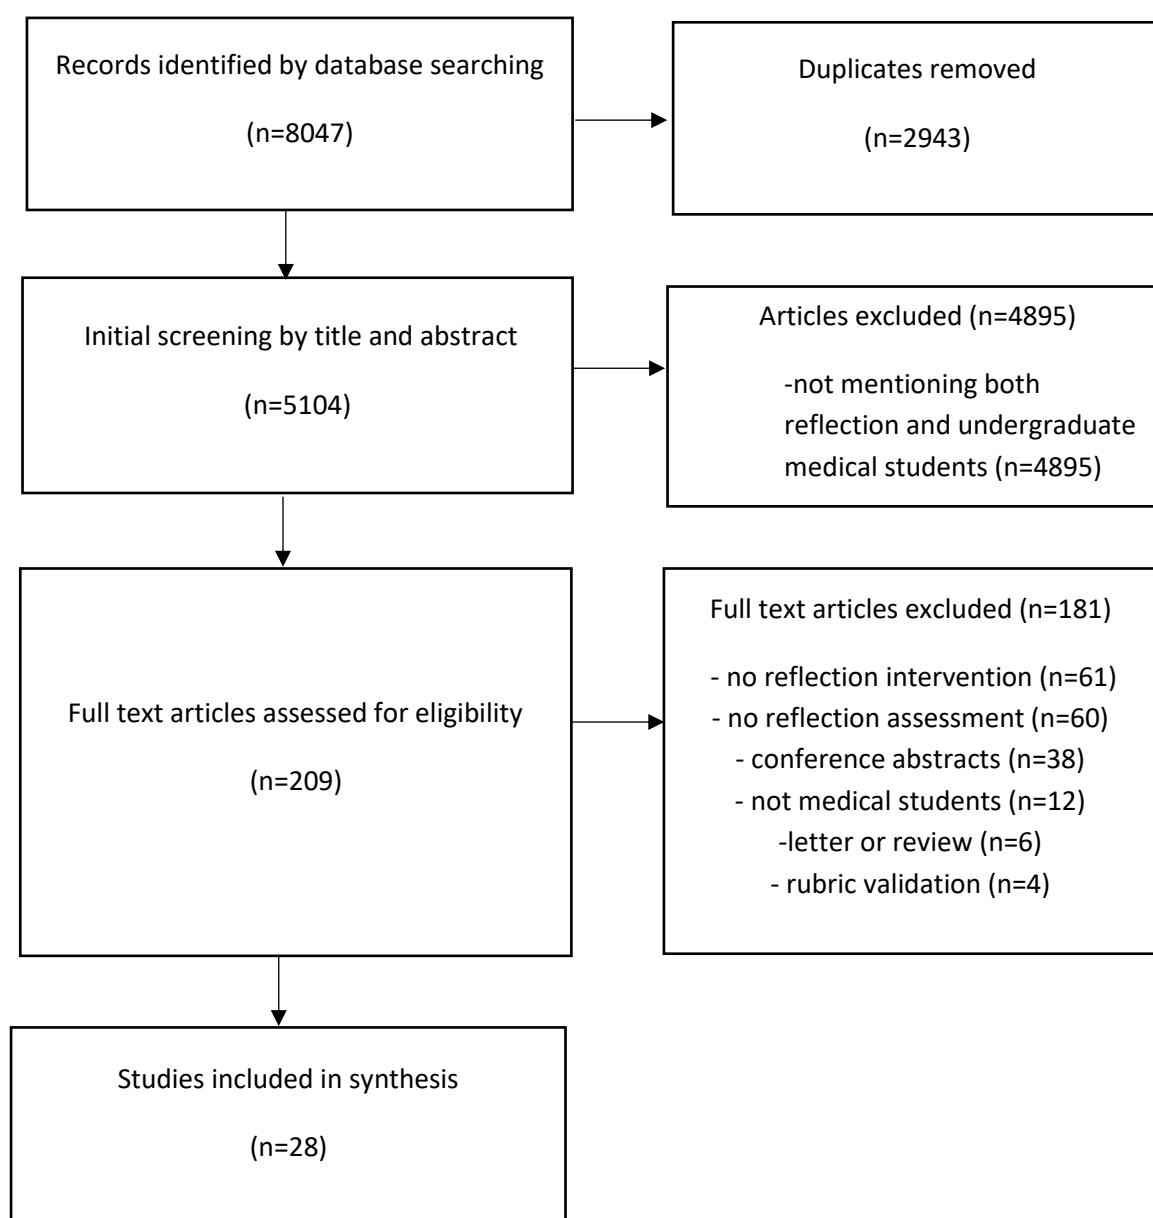 Records identified by database searching
(n=8047)
Duplicates removed
(n=2943)
Initial screening by title and abstract
(n=5104)
Articles excluded (n=4895)
-not mentioning both
reflection and undergraduate
medical students (n=4895)
Full text articles assessed for eligibility
(n=209)
Full text articles excluded (n=181)
- no reflection intervention (n=61)
- no reflection assessment (n=60)
- conference abstracts (n=38)
- not medical students (n=12)
-letter or review (n=6)
- rubric validation (n=4)
Studies included in synthesis
(n=28)